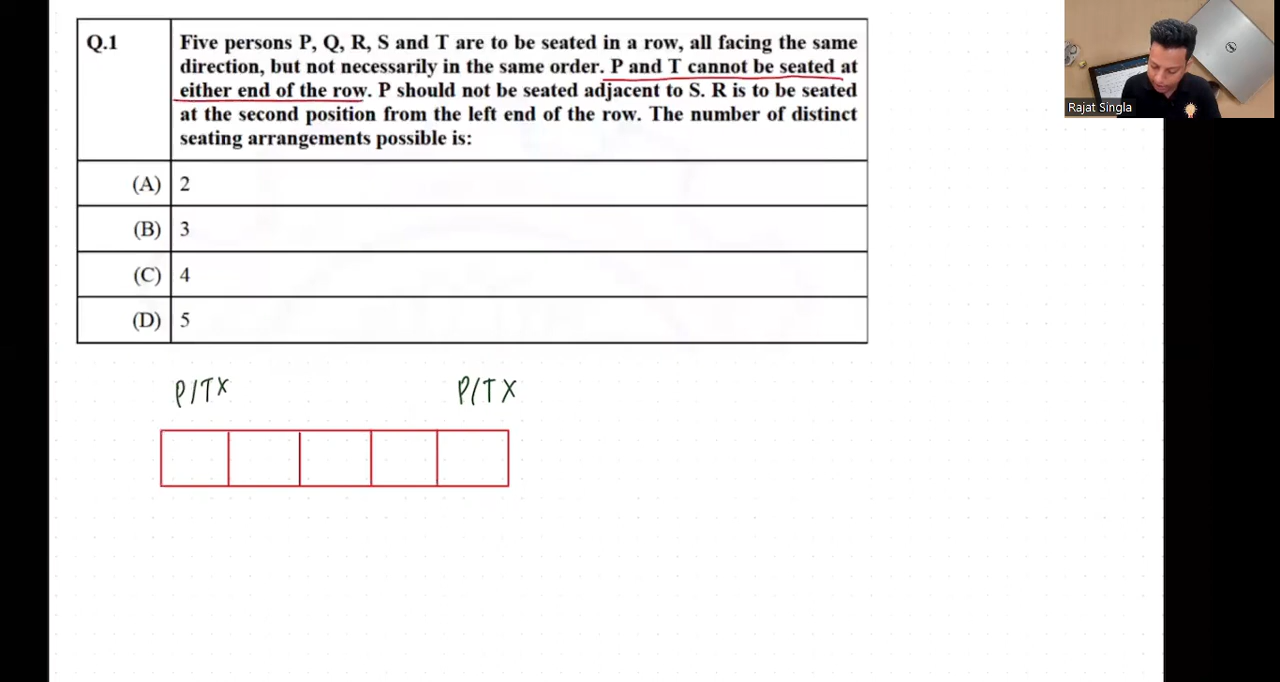 Q.1
Five persons P, Q, R, S and T are to be seated in a row, all facing the same
direction, but not necessarily in the same order. P and T cannot be seated at
either end of the row. P should not be seated adjacent to S. R is to be seated
at the second position from the left end of the row. The number of distinct
seating arrangements possible is:
(A) 2
(B) 3
(C) 4
(D) 5
P/T X P/T X
Rajat Singla